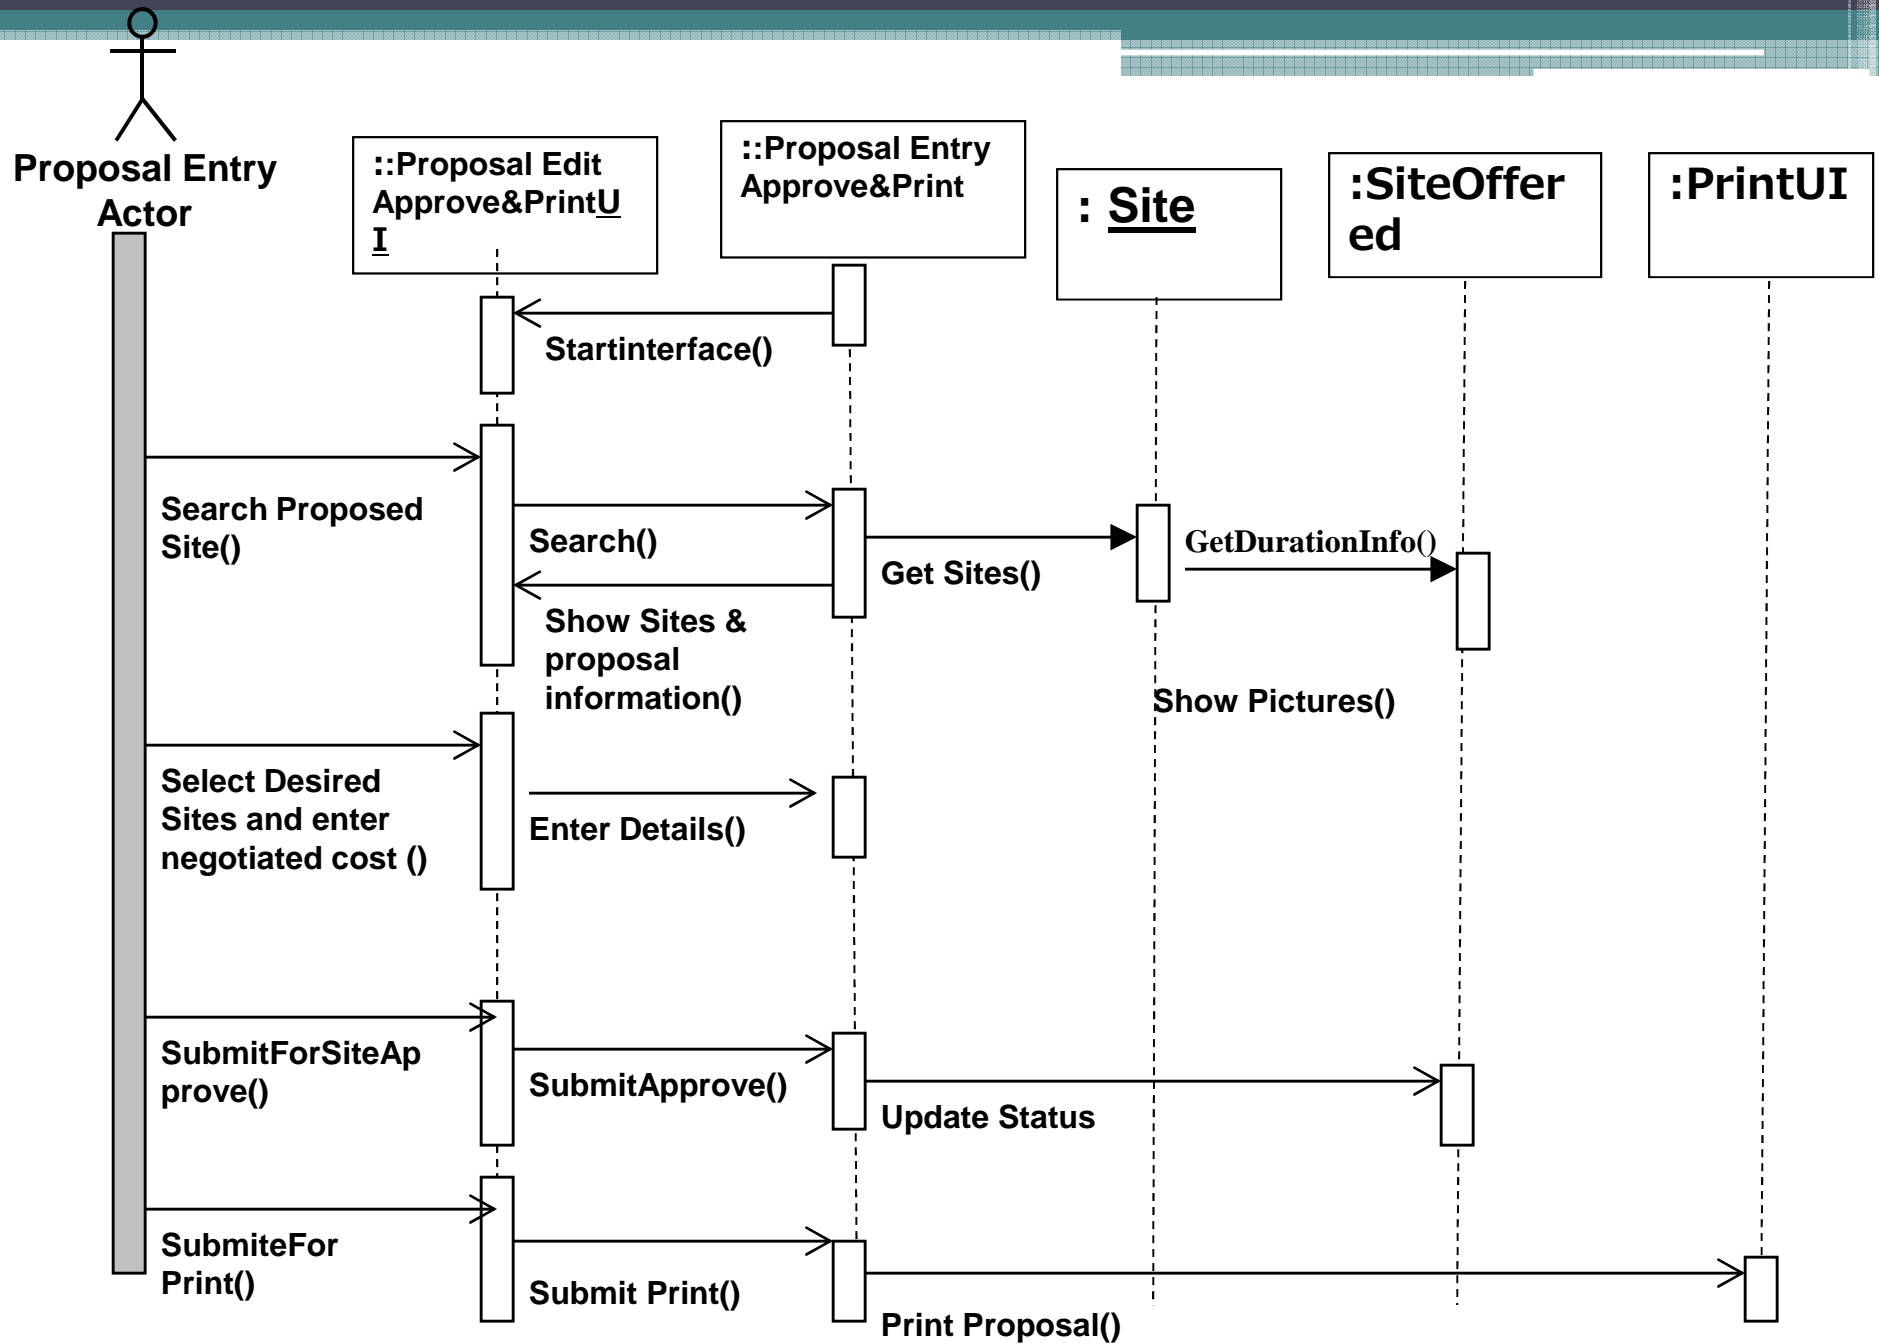 Proposal Entry
Actor
::Proposal Edit
Approve&PrintU
I
::Proposal Entry
Approve&Print
: Site
:SiteOffer
ed
:PrintUI
Startinterface()
Search Proposed
Site()
Search()
Get Sites()
GetDurationInfo()
Show Sites &
proposal
information()
Show Pictures()
Select Desired
Sites and enter
negotiated cost ()
Enter Details()
SubmitForSiteAp
prove()
SubmitApprove()
Update Status
SubmiteFor
Print()
Submit Print()
Print Proposal()